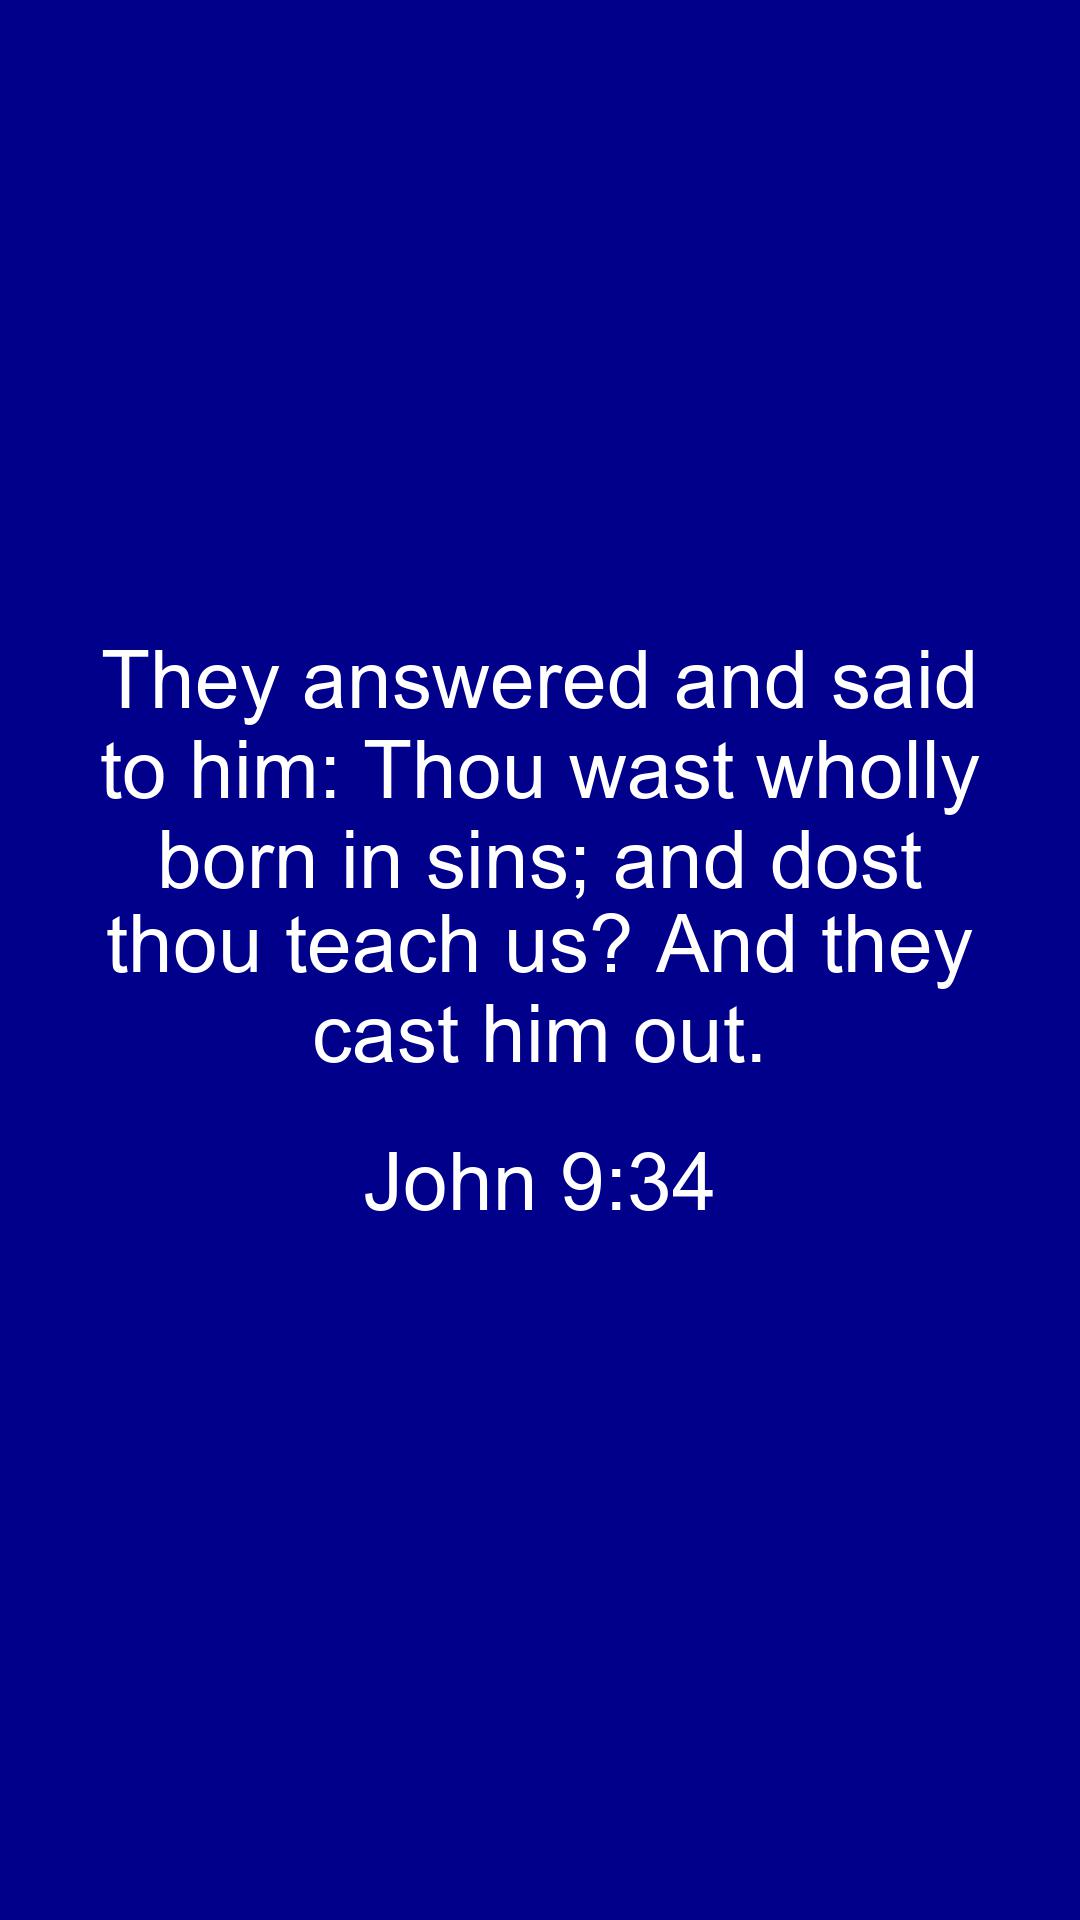 They answered and said
to him: Thou wast wholly
born in sins; and dost
thou teach us? And they
cast him out.
John 9:34